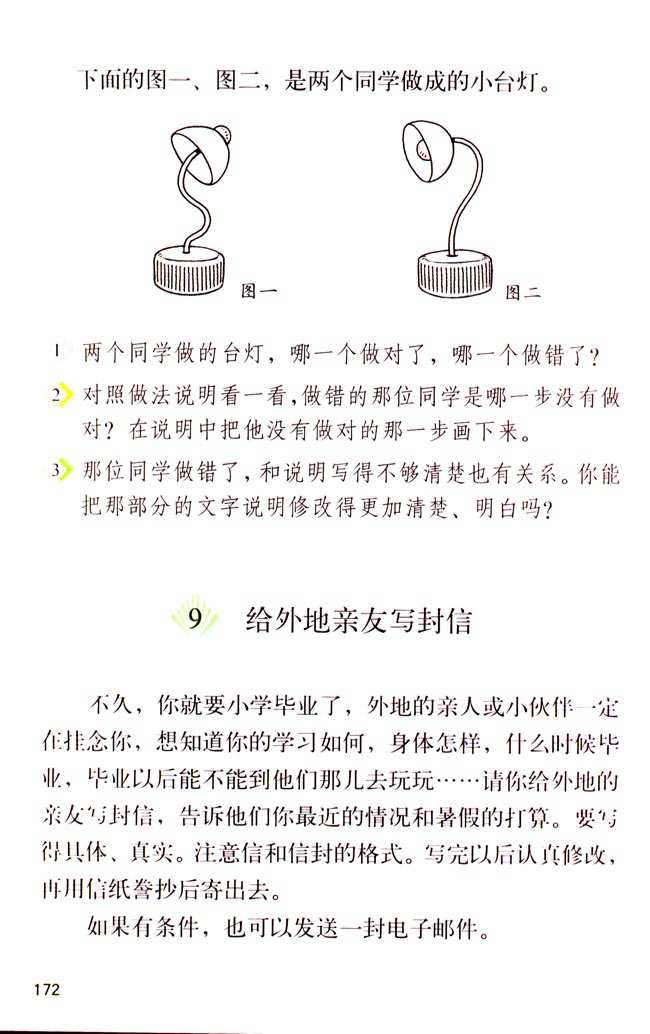 下面的图一、图二，是两个同学做成的小台灯。
图一
图二
1 两个同学做的台灯，哪一个做对了，哪一个做错了？
2 对照做法说明看一看，做错的那位同学是哪一步没有做
对？在说明中把他没有做对的那一步画下来。
3 那位同学做错了，和说明写得不够清楚也有关系。你能
把那部分的文字说明修改得更加清楚、明白吗？
9 给外地亲友写封信
不久，你就要小学毕业了，外地的亲人或小伙伴一定
在挂念你，想知道你的学习如何，身体怎样，什么时候毕
业，毕业以后能不能到他们那儿去玩玩……请你给外地的
亲友写封信，告诉他们你最近的情况和暑假的打算。要写
得具体、真实。注意信和信封的格式。写完以后认真修改，
再用信纸誊抄后寄出去。
如果有条件，也可以发送一封电子邮件。
172